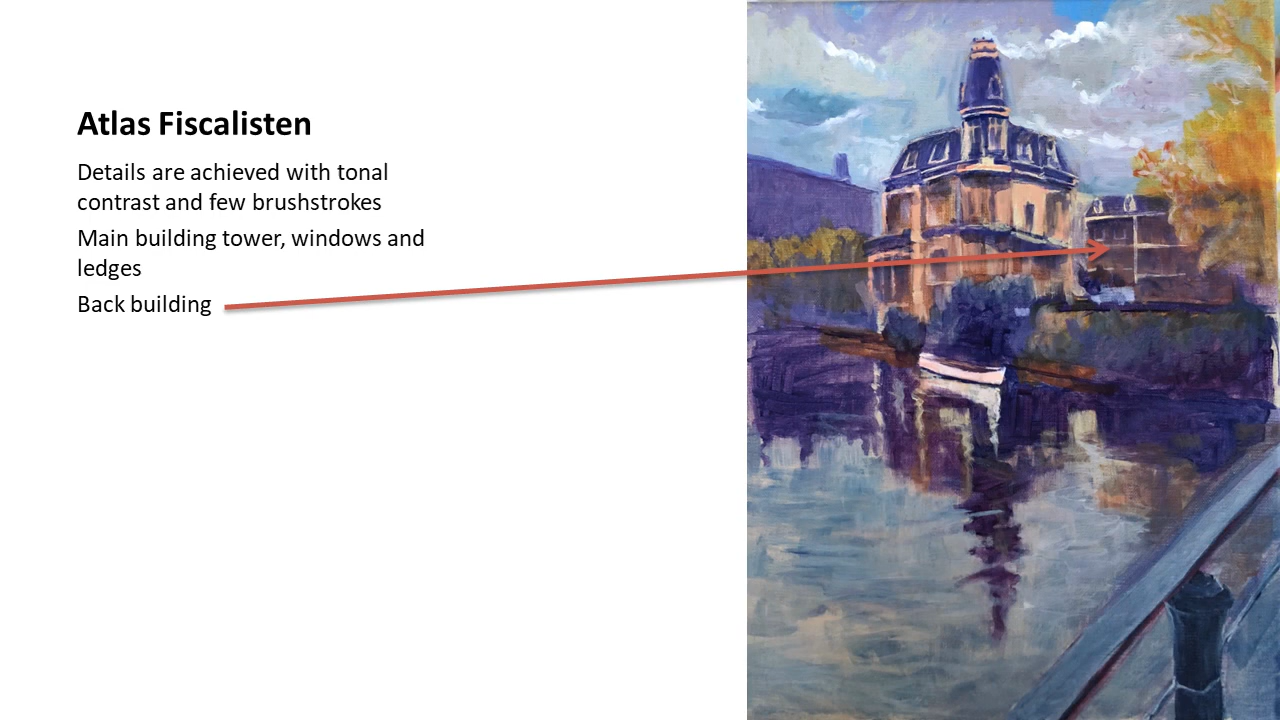 Atlas Fiscalisten
Details are achieved with tonal
contrast and few brushstrokes
Main building tower, windows and
ledges
Back building